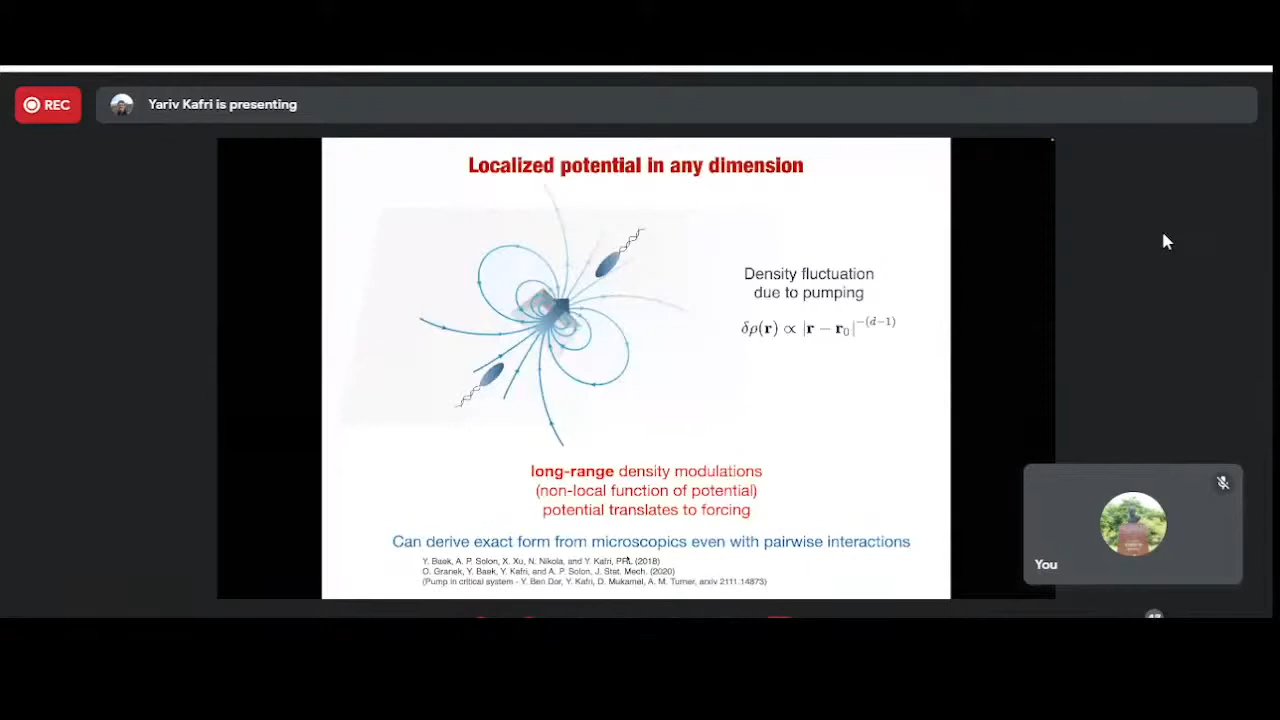 REC
Yariv Kafri is presenting
Localized potential in any dimension
Density fluctuation
due to pumping
δρ(r) ∝ |r − r₀|^−(d−1)
long-range density modulations
(non-local function of potential)
potential translates to forcing
Can derive exact form from microscopics even with pairwise interactions
Y. Baek, A. P. Solon, X. Xu, N. Nikola, and Y. Kafri, PRL (2018)
O. Granek, Y. Baek, Y. Kafri, and A. P. Solon, J. Stat. Mech. (2020)
(Pump in critical system - Y. Ben Dor, Y. Kafri, D. Mukamel, A. M. Turner, arxiv 2111.14873)
You